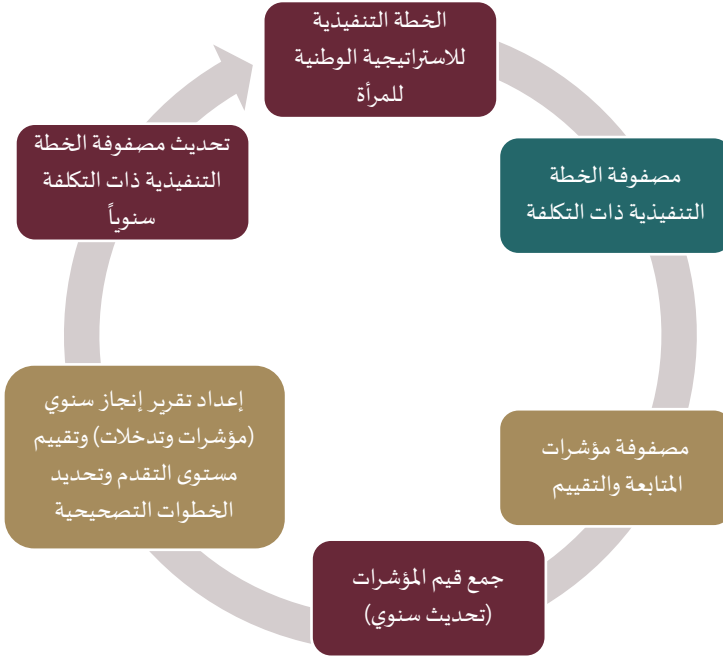 الخطة التنفيذية
للاستراتيجية الوطنية
للمرأة
مصفوفة الخطة
التنفيذية ذات التكلفة
مصفوفة مؤشرات
المتابعة والتقييم
جمع قيم المؤشرات
(تحديث سنوي)
إعداد تقرير إنجاز سنوي
(مؤشرات وتدخلات) وتقييم
مستوى التقدم وتحديد
الخطوات التصحيحية
تحديث مصفوفة الخطة
التنفيذية ذات التكلفة
سنوياً